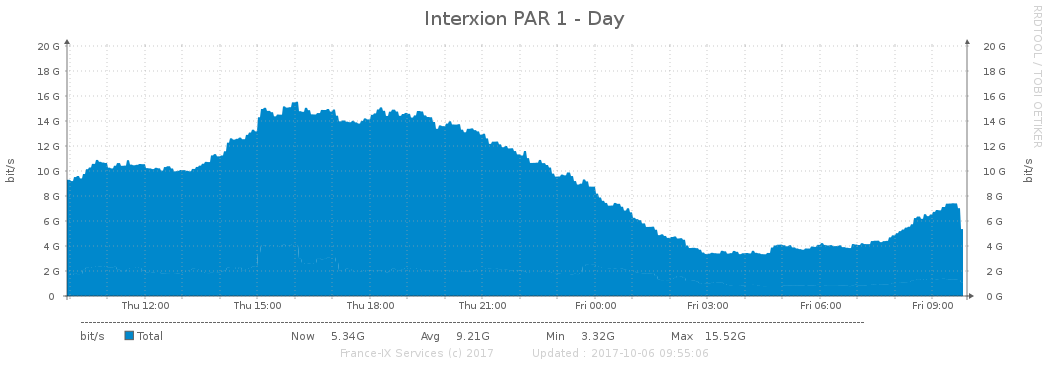 Interxion PAR 1 - Day
RRDTOOL / TOBI OETIKER
bit/s
bit/s
20 G 20 G
18 G 18 G
16 G 16 G
14 G 14 G
12 G 12 G
10 G 10 G
8 G 8 G
6 G 6 G
4 G 4 G
2 G 2 G
0 0 G
Thu 12:00 Thu 15:00 Thu 18:00 Thu 21:00 Fri 00:00 Fri 03:00 Fri 06:00 Fri 09:00
bit/s Total Now 5.34G Avg 9.21G Min 3.32G Max 15.52G
France-IX Services (c) 2017 Updated : 2017-10-06 09:55:06